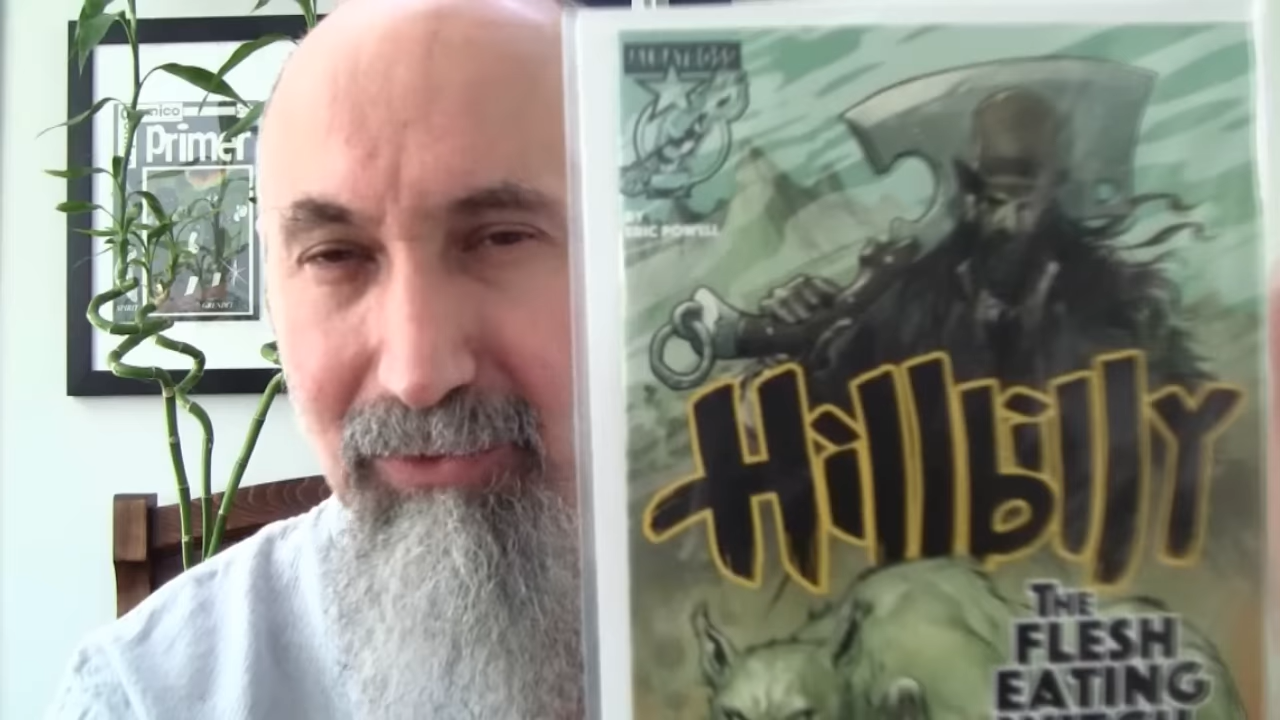 Primer
ALBATROSS
BY
ERIC POWELL
Hillbilly
THE
FLESH
EATING